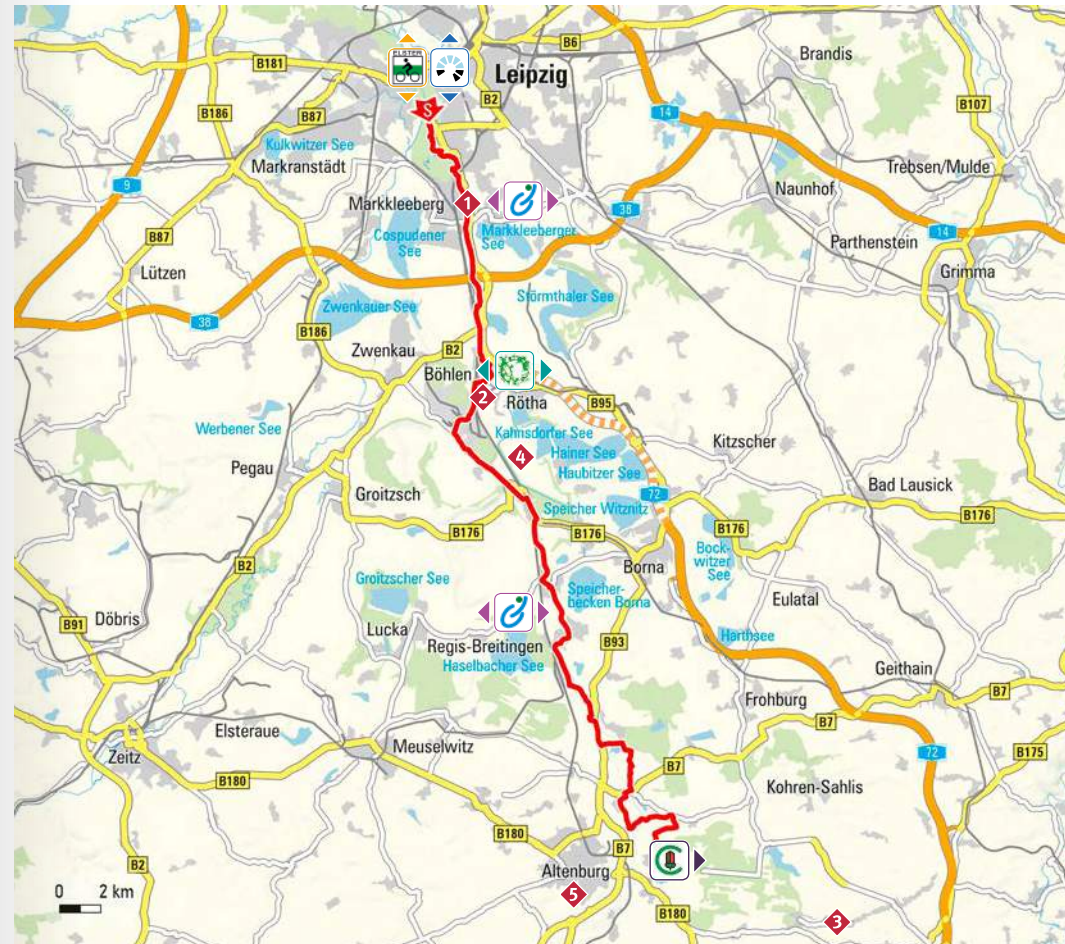 B6
Brandis
ELSTER
B181
Leipzig
B2
B107
S
14
B186
B87
Kulkwitzer See
Markranstädt
Trebsen/Mulde
9
Naunhof
Markkleeberg
1
38
14
B87
Cospudener
See
Markkleeberger
See
Parthenstein
Lützen
Grimma
Störmthaler See
Zwenkauer See
38
B186
Zwenkau
B2
Böhlen
2
Rötha
B95
Werbener See
Kahnsdorfer See
Kitzscher
Hainer See
4
Haubitzer See
Pegau
Bad Lausick
Groitzsch
72
Speicher Witznitz
B176
B176
B176
B176
Bock-
witzer
See
B2
Borna
Groitzscher See
Speicher-
becken Borna
Eulatal
Döbris
B91
Lucka
Harthsee
Regis-Breitingen
B93
Haselbacher See
Geithain
B7
Frohburg
B7
Elsteraue
Meuselwitz
72
B175
Zeitz
B7
B180
Kohren-Sahlis
B180
B7
B2
Altenburg
C
0 2 km
5
B180
3